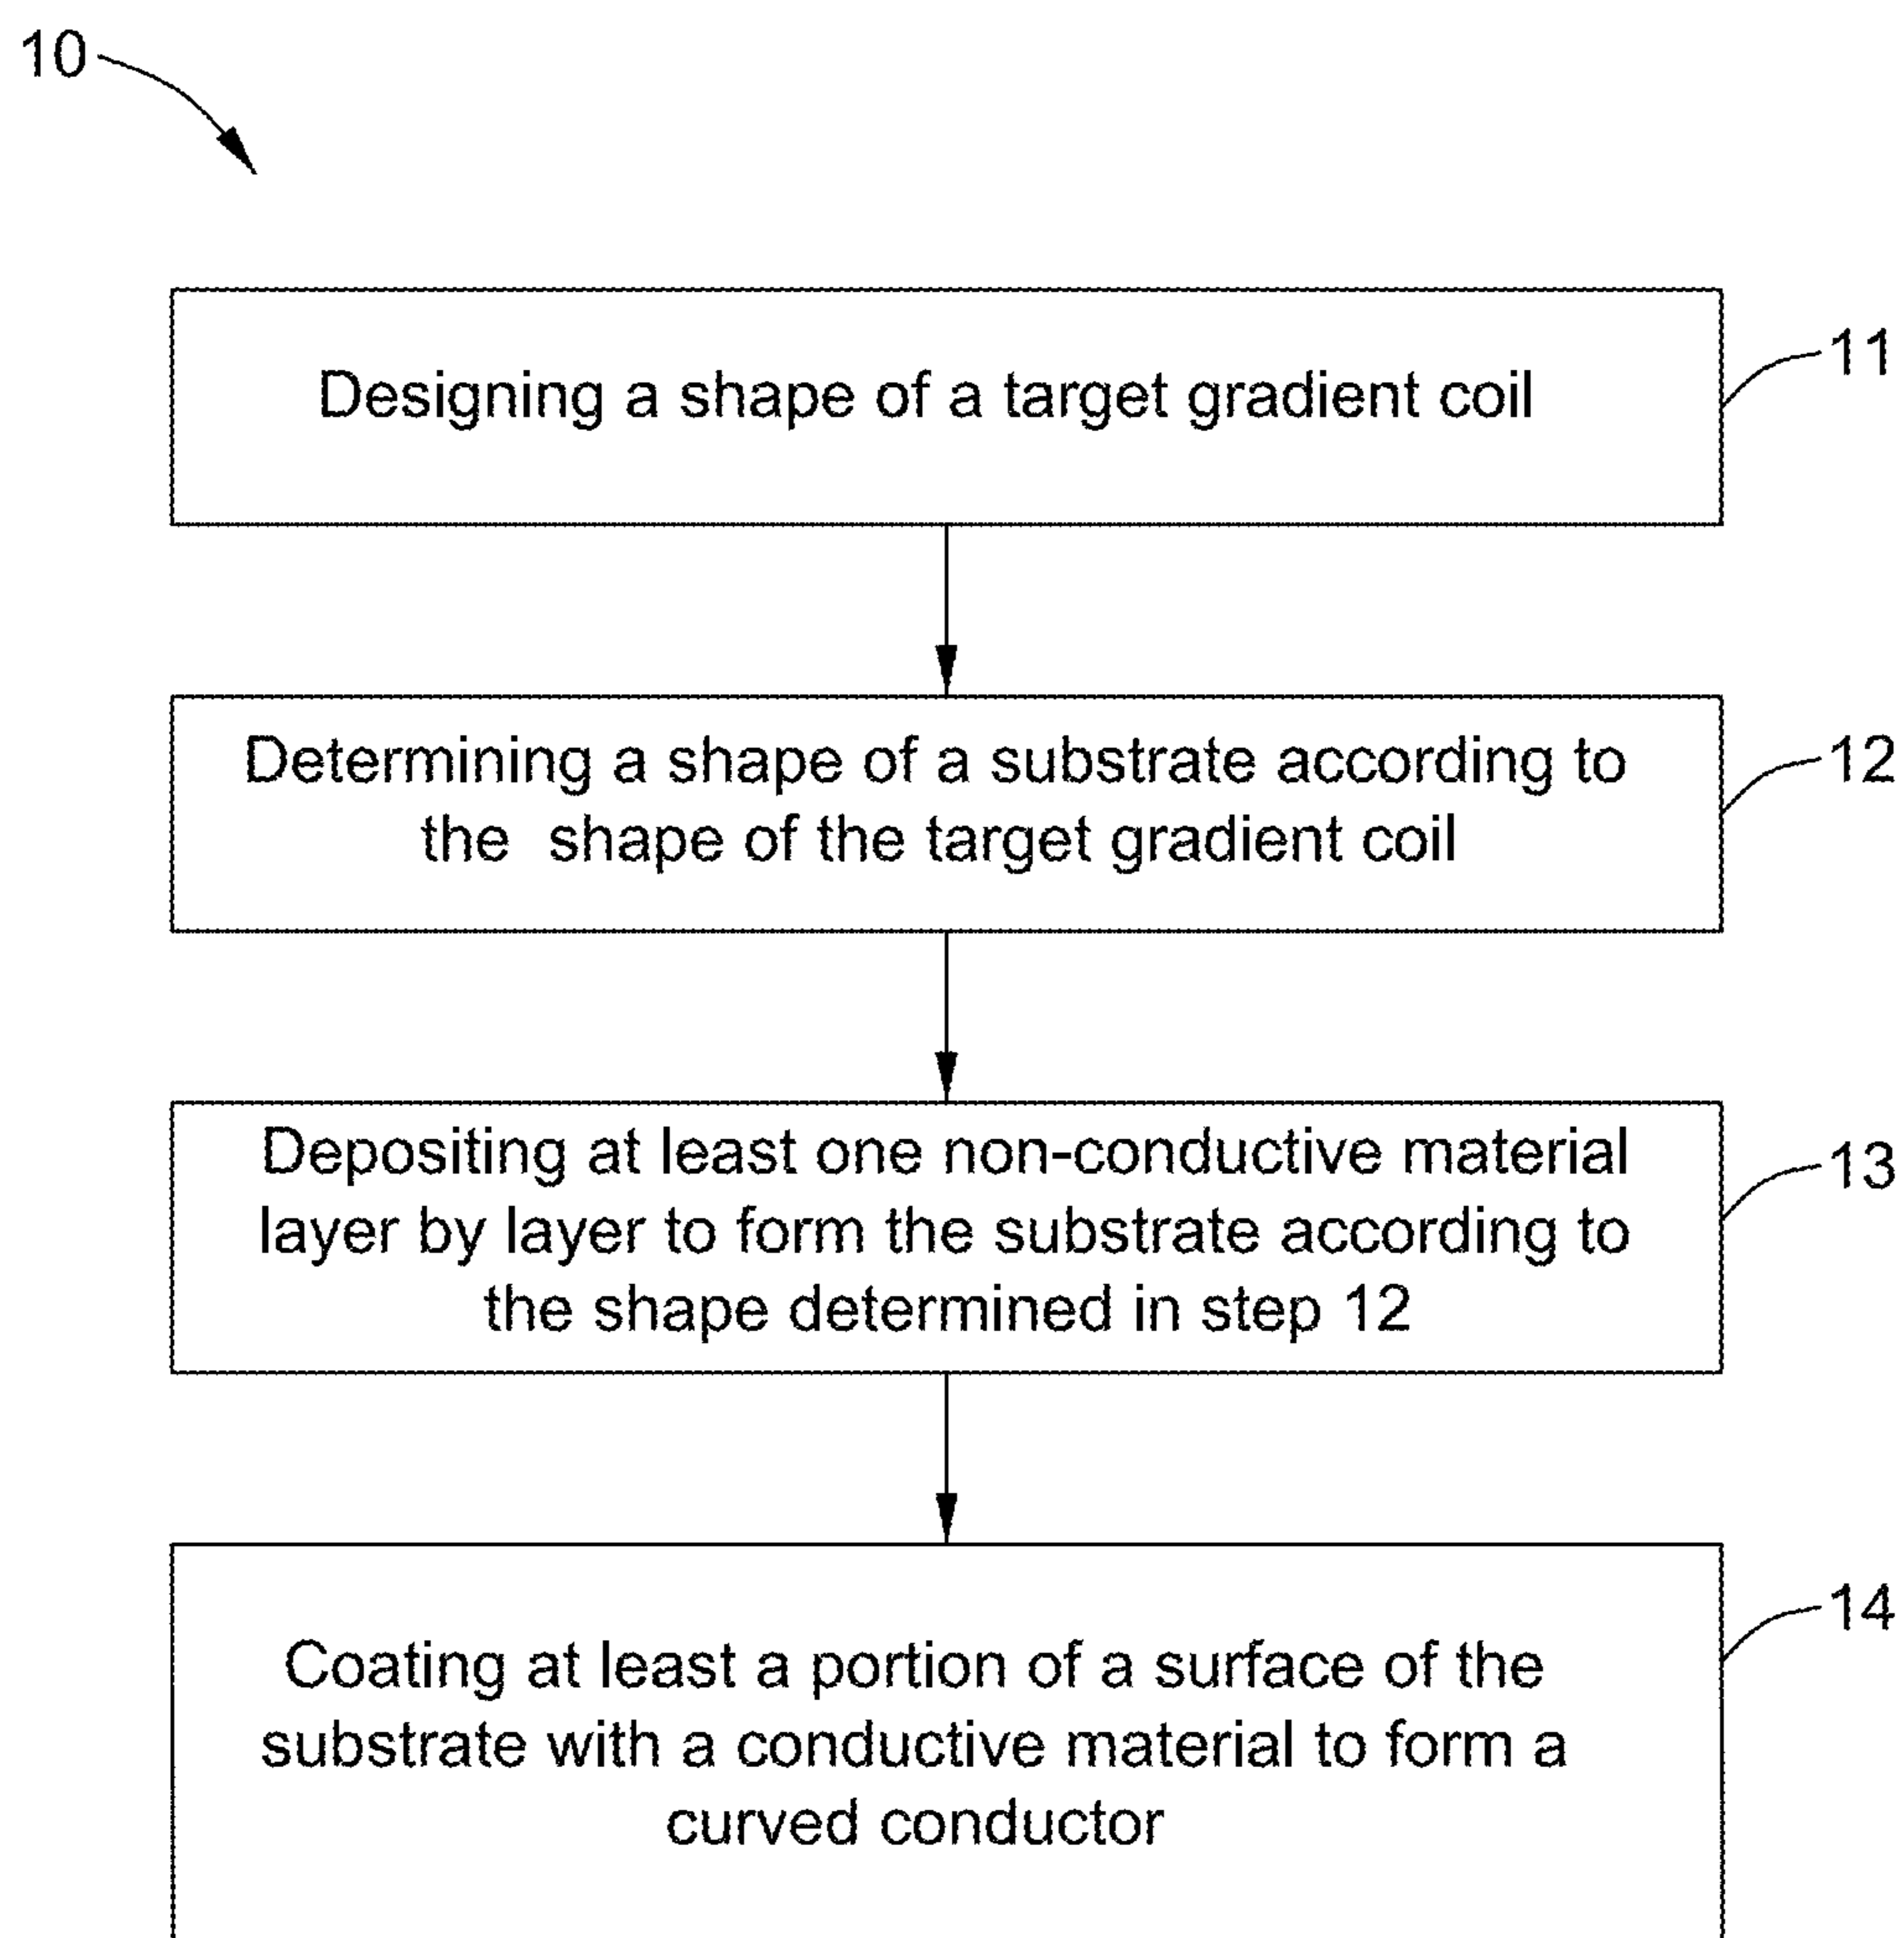 10
Designing a shape of a target gradient coil
11
Determining a shape of a substrate according to
the shape of the target gradient coil
12
Depositing at least one non-conductive material
layer by layer to form the substrate according to
the shape determined in step 12
13
Coating at least a portion of a surface of the
substrate with a conductive material to form a
curved conductor
14